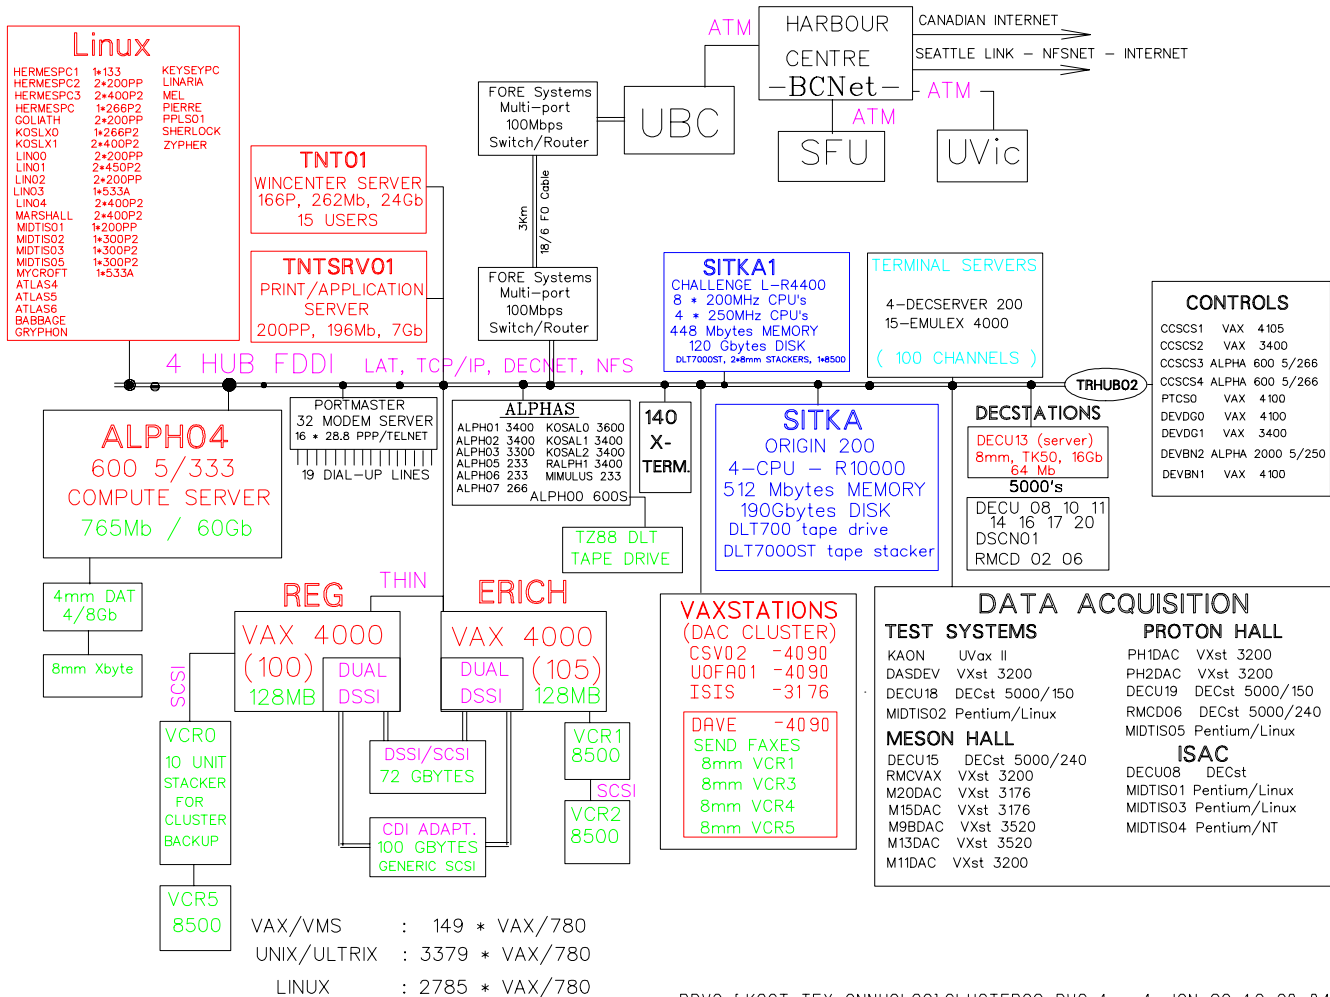 Linux
HERMESPC1 1*133 KEYSEYPC
HERMESPC2 2*200PP LINARIA
HERMESPC3 2*400P2 MEL
HERMESPC 1*266P2 PIERRE
GOLIATH 2*200PP PPLS01
KOSLX0 1*266P2 SHERLOCK
KOSLX1 2*400P2 ZYPHER
LIN00 2*200PP
LIN01 2*450P2
LIN02 2*200PP
LIN03 1*533A
LIN04 2*400P2
MARSHALL 2*400P2
MIDTIS01 1*200PP
MIDTIS02 1*300P2
MIDTIS03 1*300P2
MIDTIS05 1*300P2
MYCROFT 1*533A
ATLAS4
ATLAS5
ATLAS6
BABBAGE
GRYPHON
TNT01
WINCENTER SERVER
166P, 262Mb, 24Gb
15 USERS
TNTSRV01
PRINT/APPLICATION
SERVER
200PP, 196Mb, 7Gb
FORE Systems
Multi-port
100Mbps
Switch/Router
3Km
18/6 FO Cable
FORE Systems
Multi-port
100Mbps
Switch/Router
UBC
ATM
HARBOUR
CENTRE
-BCNet-
CANADIAN INTERNET
SEATTLE LINK - NFSNET - INTERNET
ATM
ATM
SFU
UVic
SITKA1
CHALLENGE L-R4400
8 * 200MHz CPU's
4 * 250MHz CPU's
448 Mbytes MEMORY
120 Gbytes DISK
DLT7000ST, 2*8mm STACKERS, 1*8500
TERMINAL SERVERS
4-DECSERVER 200
15-EMULEX 4000
( 100 CHANNELS )
CONTROLS
CCSCS1 VAX 4105
CCSCS2 VAX 3400
CCSCS3 ALPHA 600 5/266
CCSCS4 ALPHA 600 5/266
PTCS0 VAX 4100
DEVDG0 VAX 4100
DEVDG1 VAX 3400
DEVBN2 ALPHA 2000 5/250
DEVBN1 VAX 4100
4 HUB FDDI LAT, TCP/IP, DECNET, NFS
TRHUB02
ALPH04
600 5/333
COMPUTE SERVER
765Mb / 60Gb
4mm DAT
4/8Gb
8mm Xbyte
PORTMASTER
32 MODEM SERVER
16 * 28.8 PPP/TELNET
19 DIAL-UP LINES
ALPHAS
ALPH01 3400 KOSAL0 3600
ALPH02 3400 KOSAL1 3400
ALPH03 3300 KOSAL2 3400
ALPH05 233 RALPH1 3400
ALPH06 233 MIMULUS 233
ALPH07 266
ALPH00 600S
TZ88 DLT
TAPE DRIVE
140
X-
TERM.
SITKA
ORIGIN 200
4-CPU - R10000
512 Mbytes MEMORY
190Gbytes DISK
DLT700 tape drive
DLT7000ST tape stacker
DECSTATIONS
DECU13 (server)
8mm, TK50, 16Gb
64 Mb
5000's
DECU 08 10 11
14 16 17 20
DSCN01
RMCD 02 06
REG
VAX 4000
(100)
128MB
DUAL
DSSI
THIN
ERICH
VAX 4000
(105)
128MB
DUAL
DSSI
SCSI
VCR0
10 UNIT
STACKER
FOR
CLUSTER
BACKUP
VCR5
8500
DSSI/SCSI
72 GBYTES
CDI ADAPT.
100 GBYTES
GENERIC SCSI
VCR1
8500
SCSI
VCR2
8500
VAXSTATIONS
(DAC CLUSTER)
CSV02 -4090
UOFA01 -4090
ISIS -3176
DAVE -4090
SEND FAXES
8mm VCR1
8mm VCR3
8mm VCR4
8mm VCR5
DATA ACQUISITION
TEST SYSTEMS
KAON UVax II
DASDEV VXst 3200
DECU18 DECst 5000/150
MIDTIS02 Pentium/Linux
MESON HALL
DECU15 DECst 5000/240
RMCVAX VXst 3200
M20DAC VXst 3176
M15DAC VXst 3176
M9BDAC VXst 3520
M13DAC VXst 3520
M11DAC VXst 3200
PROTON HALL
PH1DAC VXst 3200
PH2DAC VXst 3200
DECU19 DECst 5000/150
RMCD06 DECst 5000/240
MIDTIS05 Pentium/Linux
ISAC
DECU08 DECst
MIDTIS01 Pentium/Linux
MIDTIS03 Pentium/Linux
MIDTIS04 Pentium/NT
VAX/VMS : 149 * VAX/780
UNIX/ULTRIX : 3379 * VAX/780
LINUX : 2785 * VAX/780